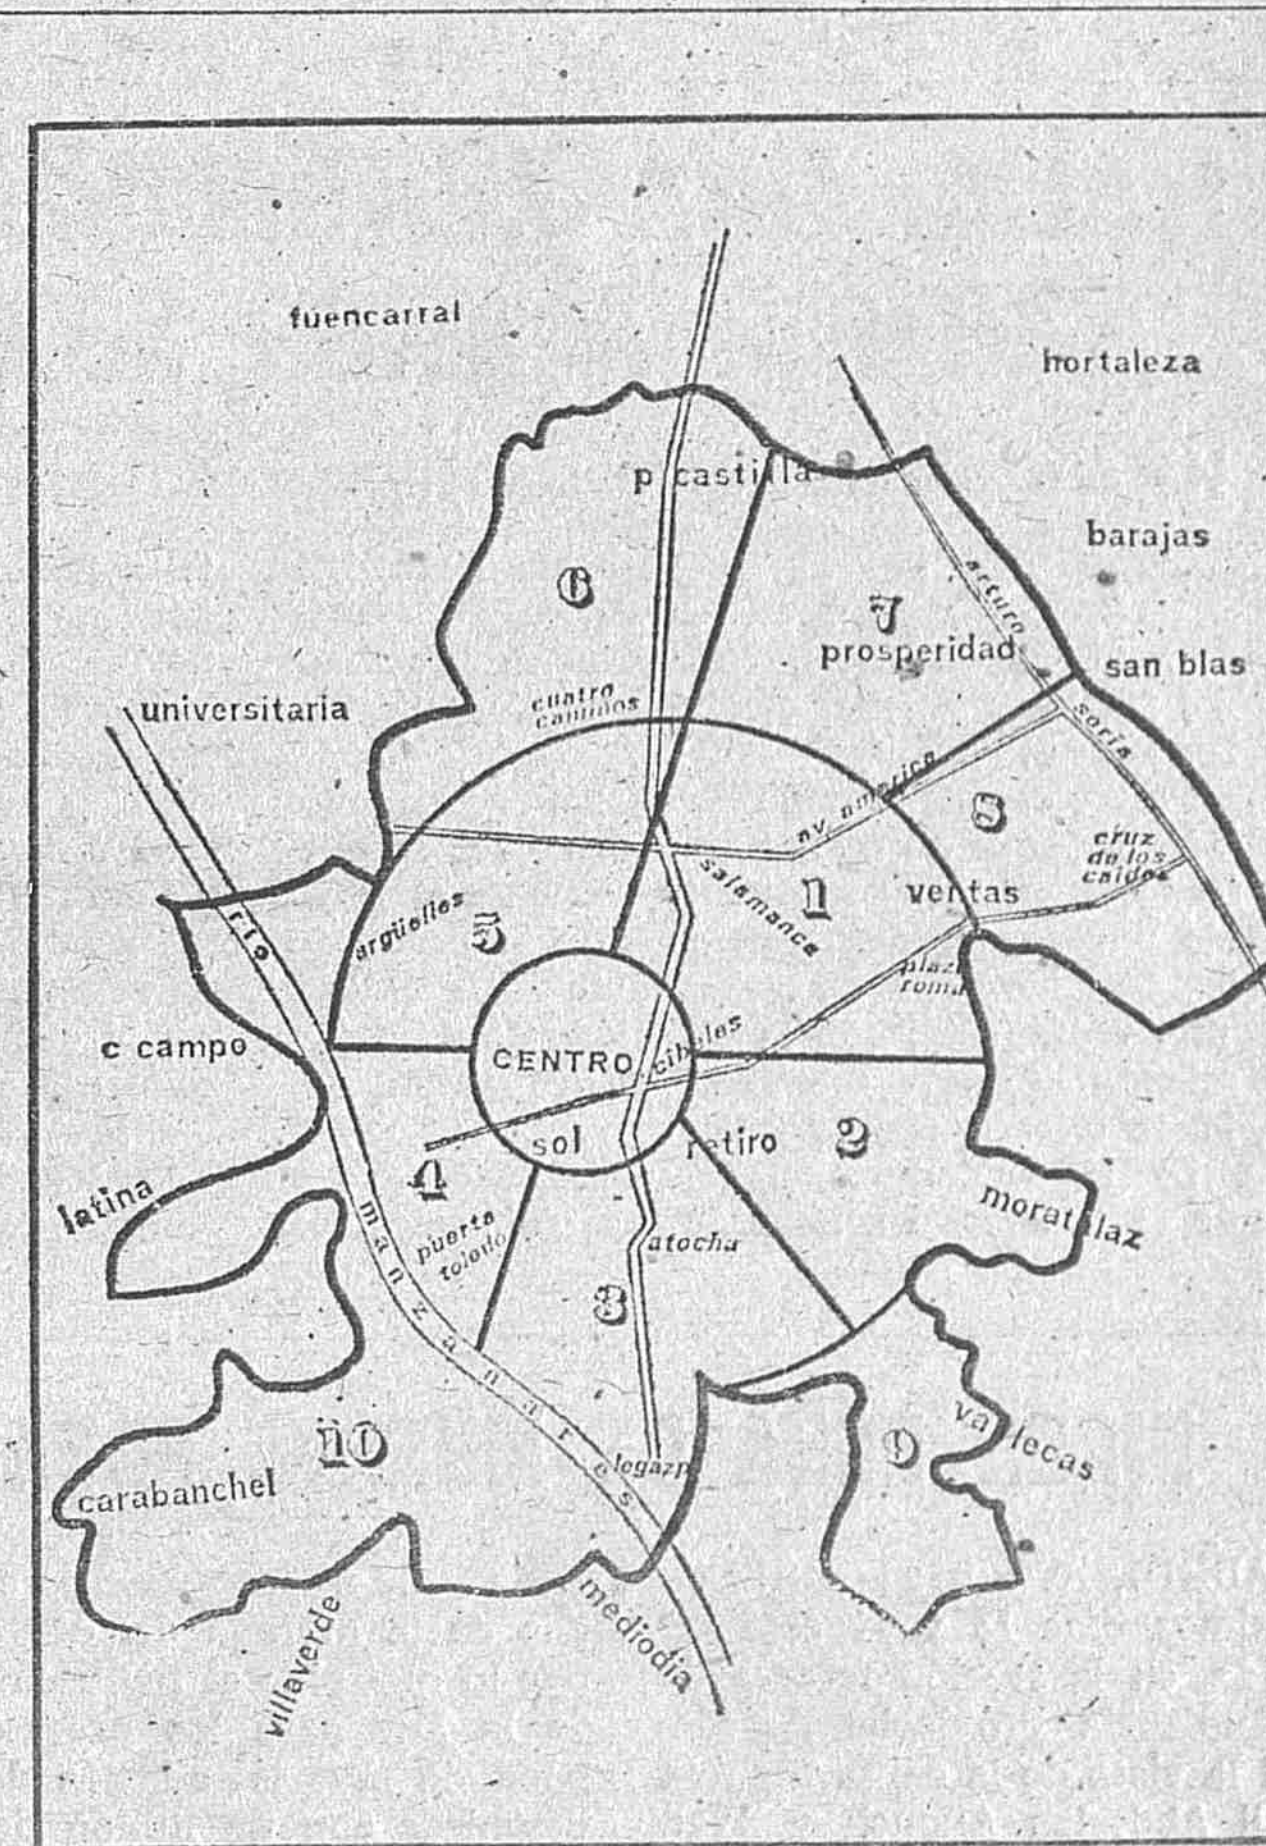 fuencarral
hortaleza
p castilla
barajas
6
arturo
7
prosperidad
san blas
cuatro
caminos
universitaria
soria
av. america
8
cruz
de los
caidos
salamanca
1
ventas
argüelles
5
rio
plaza
roma
c campo
CENTRO
cibeles
sol
retiro
2
4
latina
moratalaz
puerta
toledo
manzanares
atocha
3
vallecas
10
9
legazpi
carabanchel
mediodia
villaverde